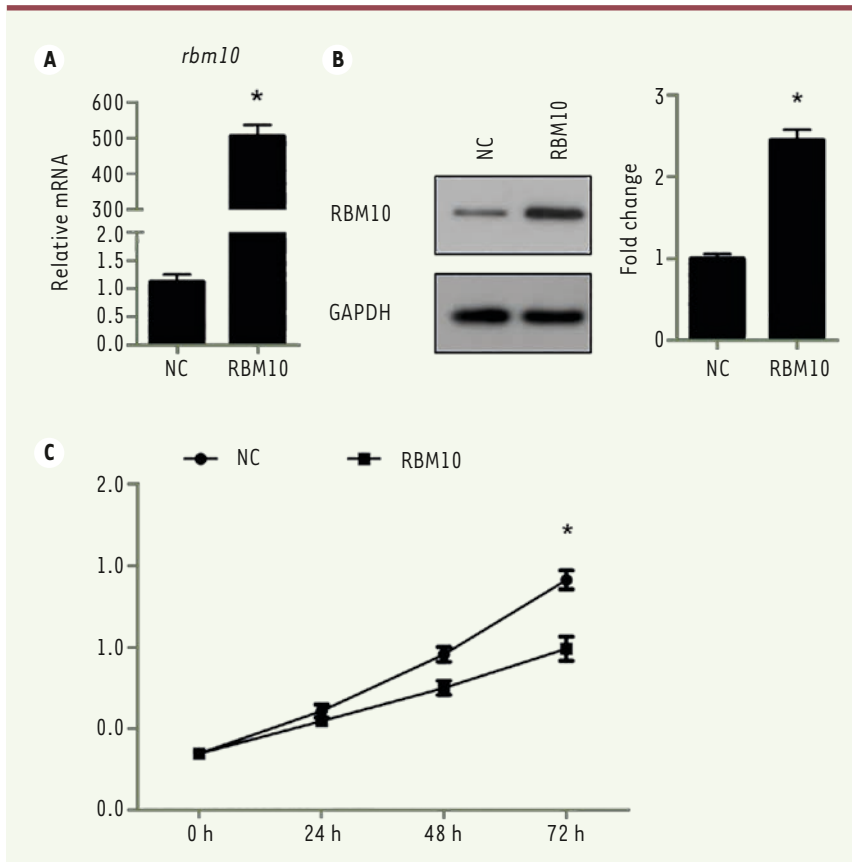 A
rbm10
Relative mRNA
600
500
400
300
2.0
1.5
1.0
0.5
0.0
*
NC
RBM10
B
NC
RBM10
RBM10
GAPDH
Fold change
3
2
1
0
*
NC
RBM10
C
NC
RBM10
2.0
1.0
1.0
0.0
0.0
*
0 h
24 h
48 h
72 h